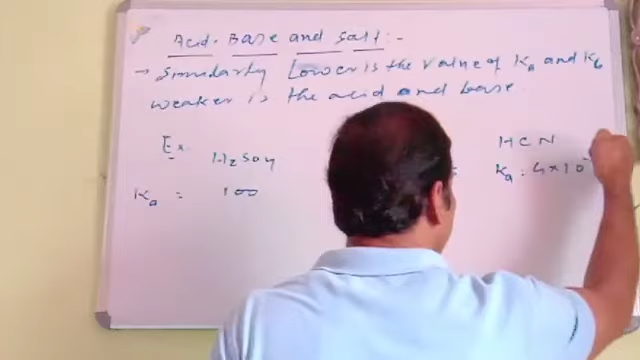 Acid. Base and Salt:-
→ Similarly Lower is the value of Ka and Kb
weaker is the acid and base.
Ex. H2SO4 HCN
Ka = 100 Ka = 4×10-